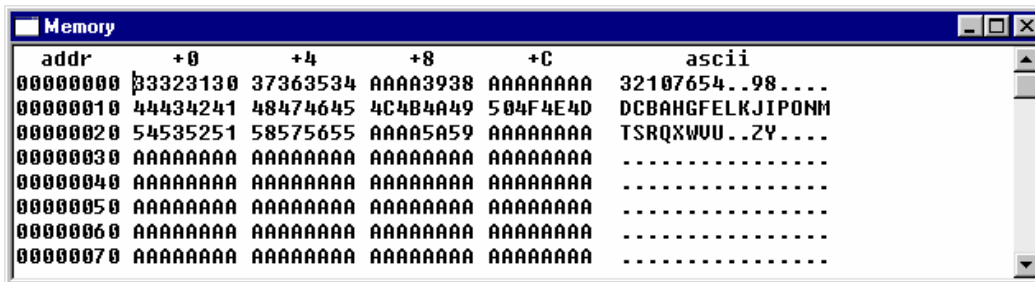 Memory
addr +0 +4 +8 +C ascii
00000000 33323130 37363534 AAAA3938 AAAAAAAA 32107654..98....
00000010 44434241 48474645 4C4B4A49 504F4E4D DCBAHGFELKJIPONM
00000020 54535251 58575655 AAAA5A59 AAAAAAAA TSRQXWVU..ZY....
00000030 AAAAAAAA AAAAAAAA AAAAAAAA AAAAAAAA ................
00000040 AAAAAAAA AAAAAAAA AAAAAAAA AAAAAAAA ................
00000050 AAAAAAAA AAAAAAAA AAAAAAAA AAAAAAAA ................
00000060 AAAAAAAA AAAAAAAA AAAAAAAA AAAAAAAA ................
00000070 AAAAAAAA AAAAAAAA AAAAAAAA AAAAAAAA ................